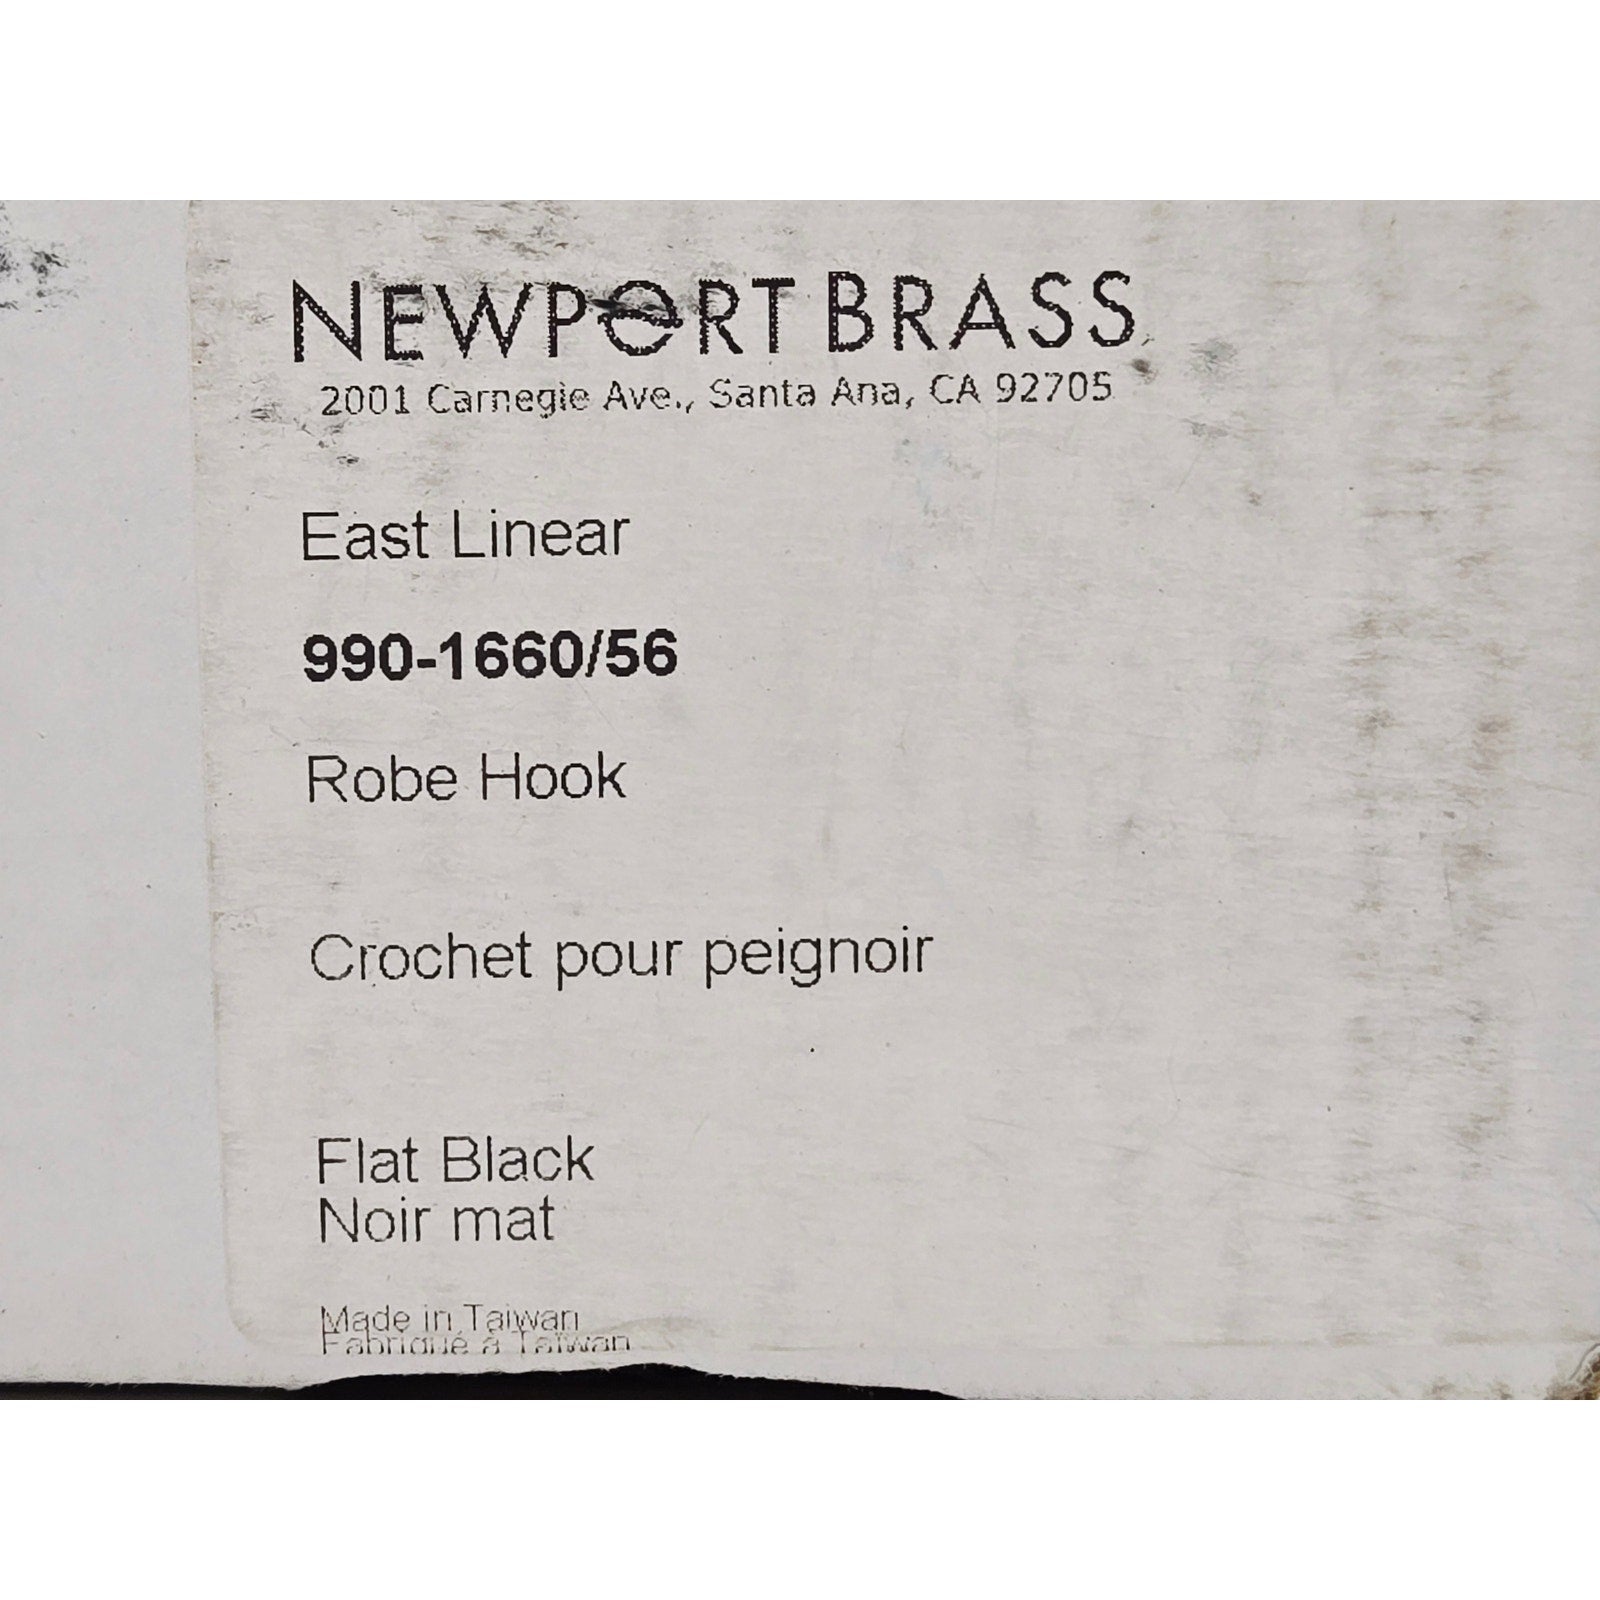 NEWPORT BRASS
2001 Carnegie Ave., Santa Ana, CA 92705
East Linear
990-1660/56
Robe Hook
Crochet pour peignoir
Flat Black
Noir mat
Made in Taiwan
Fabriqué à Taïwan